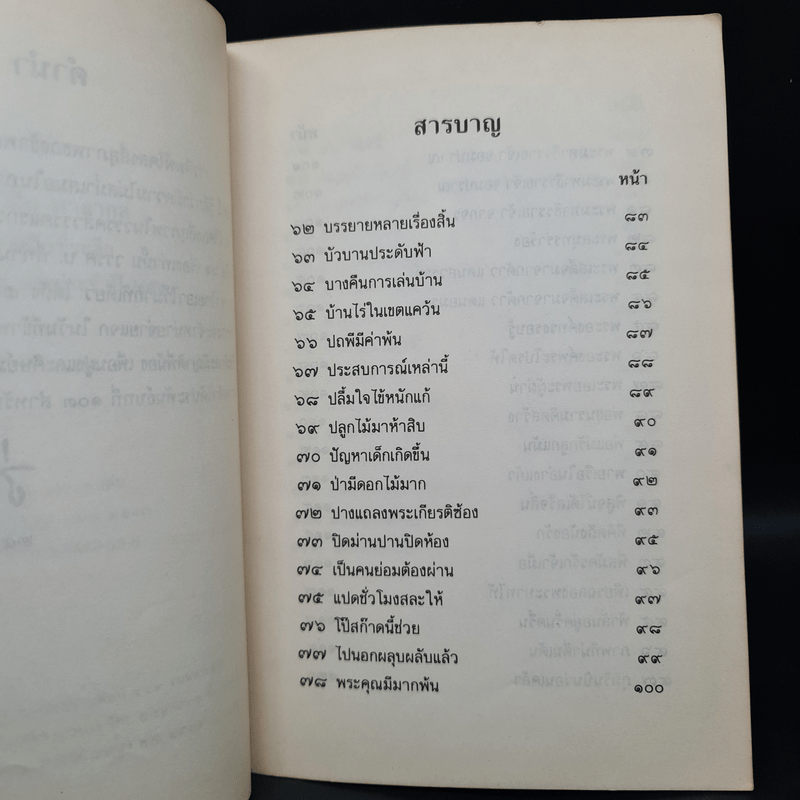 สารบาญ
หน้า
๖๒ บรรยายหลายเรื่องสิ้น ๘๓
๖๓ บัวบานประดับฟ้า ๘๔
๖๔ บางคืนการเล่นบ้าน ๘๕
๖๕ บ้านไร่ในเขตแคว้น ๘๖
๖๖ ปถพีมีค่าพ้น ๘๗
๖๗ ประสบการณ์เหล่านี้ ๘๘
๖๘ ปลื้มใจไข้หนักแก้ ๘๙
๖๙ ปลูกไม้มาห้าสิบ ๙๐
๗๐ ปัญหาเด็กเกิดขึ้น ๙๑
๗๑ ป่ามีดอกไม้มาก ๙๒
๗๒ ปางแถลงพระเกียรติซ้อง ๙๓
๗๓ ปิดม่านปานปิดห้อง ๙๕
๗๔ เป็นคนย่อมต้องผ่าน ๙๖
๗๕ แปดชั่วโมงสละให้ ๙๗
๗๖ โป๊สก๊าดนี้ช่วย ๙๘
๗๗ ไปนอกผลุบผลับแล้ว ๙๙
๗๘ พระคุณมีมากพ้น ๑๐๐